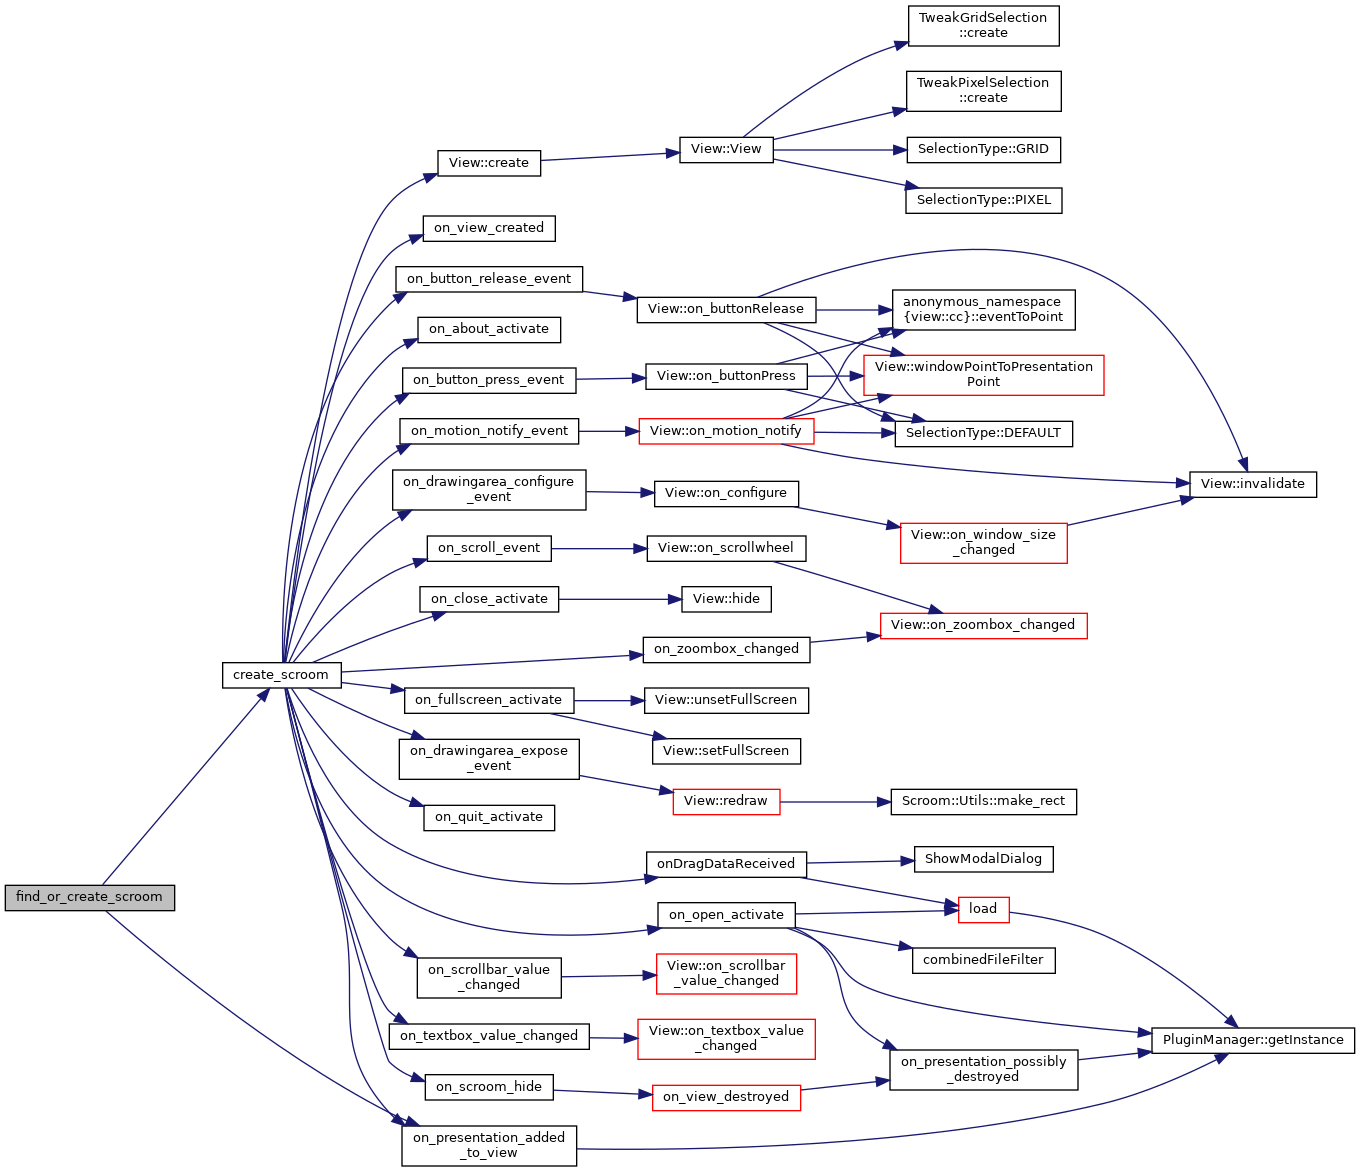 TweakGridSelection
::create
TweakPixelSelection
::create
View::create
View::View
SelectionType::GRID
SelectionType::PIXEL
on_view_created
on_button_release_event
View::on_buttonRelease
anonymous_namespace
{view::cc}::eventToPoint
on_about_activate
on_button_press_event
View::on_buttonPress
View::windowPointToPresentation
Point
on_motion_notify_event
View::on_motion_notify
SelectionType::DEFAULT
on_drawingarea_configure
_event
View::on_configure
View::invalidate
on_scroll_event
View::on_scrollwheel
View::on_window_size
_changed
on_close_activate
View::hide
View::on_zoombox_changed
on_zoombox_changed
create_scroom
on_fullscreen_activate
View::unsetFullScreen
on_drawingarea_expose
_event
View::setFullScreen
View::redraw
Scroom::Utils::make_rect
on_quit_activate
onDragDataReceived
ShowModalDialog
find_or_create_scroom
on_open_activate
load
combinedFileFilter
on_scrollbar_value
_changed
View::on_scrollbar
_value_changed
on_textbox_value_changed
View::on_textbox_value
_changed
PluginManager::getInstance
on_scroom_hide
on_view_destroyed
on_presentation_possibly
_destroyed
on_presentation_added
_to_view